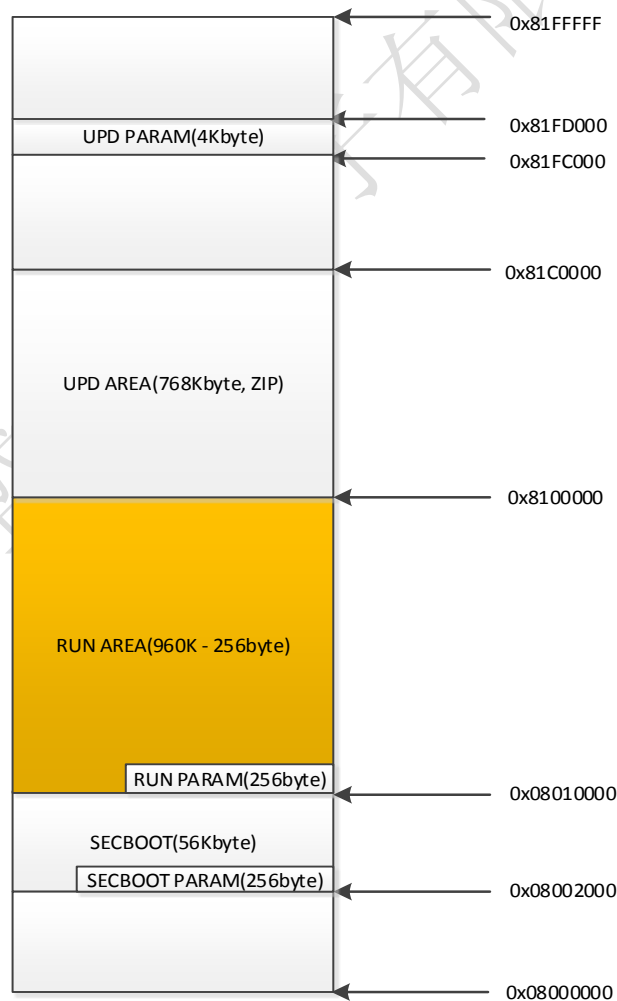 0x81FFFFF
0x81FD000
UPD PARAM(4Kbyte)
0x81FC000
0x81C0000
UPD AREA(768Kbyte, ZIP)
0x8100000
RUN AREA(960K - 256byte)
RUN PARAM(256byte)
0x08010000
SECBOOT(56Kbyte)
SECBOOT PARAM(256byte)
0x08002000
0x08000000